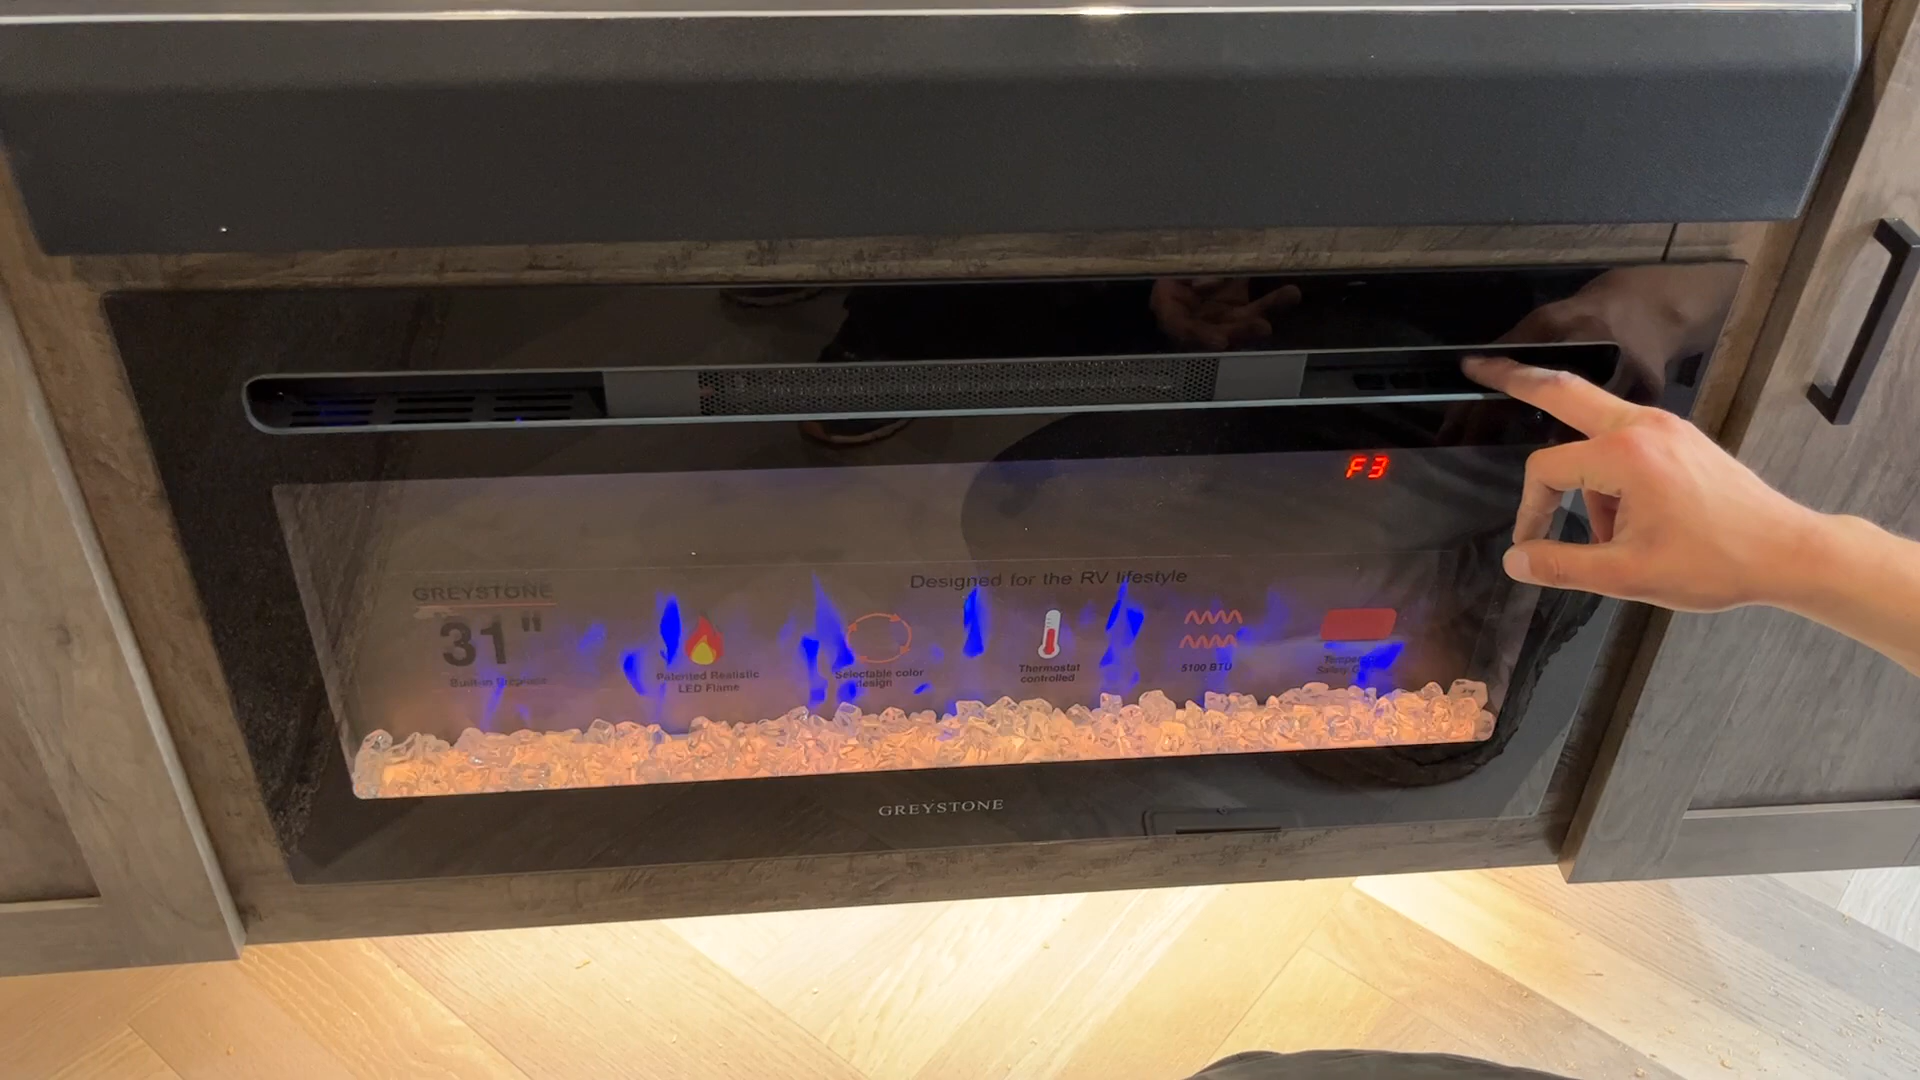 F3
GREYSTONE
31"
Built-in Fireplace
Designed for the RV lifestyle
Patented Realistic
LED Flame
Selectable color
design
Thermostat
controlled
5100 BTU
GREYSTONE